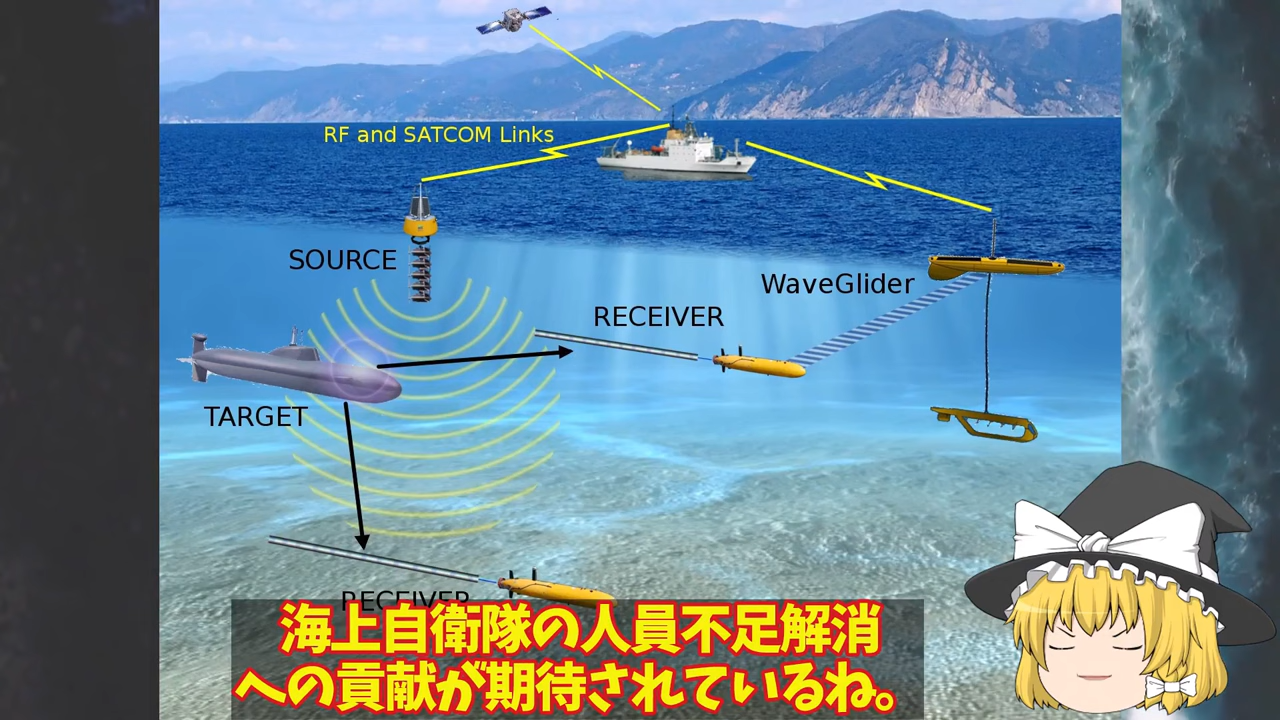 RF and SATCOM Links
SOURCE
WaveGlider
RECEIVER
TARGET
RECEIVER
海上自衛隊の人員不足解消
への貢献が期待されているね。